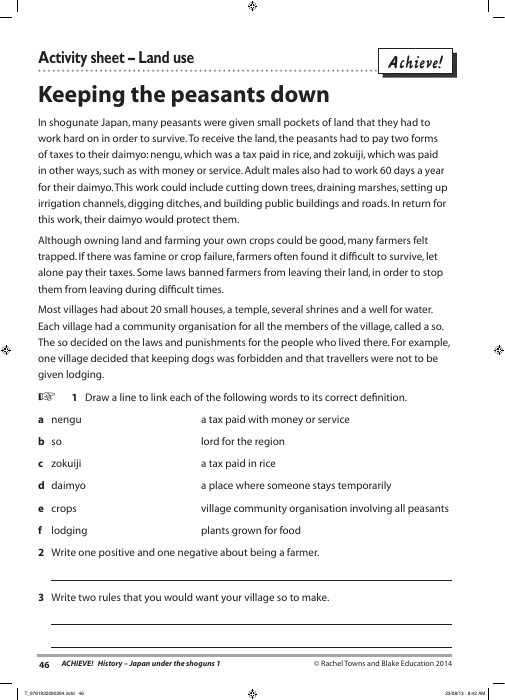 Activity sheet – Land use
Achieve!
Keeping the peasants down
In shogunate Japan, many peasants were given small pockets of land that they had to
work hard on in order to survive. To receive the land, the peasants had to pay two forms
of taxes to their daimyo: nengu, which was a tax paid in rice, and zokuiji, which was paid
in other ways, such as with money or service. Adult males also had to work 60 days a year
for their daimyo. This work could include cutting down trees, draining marshes, setting up
irrigation channels, digging ditches, and building public buildings and roads. In return for
this work, their daimyo would protect them.
Although owning land and farming your own crops could be good, many farmers felt
trapped. If there was famine or crop failure, farmers often found it difficult to survive, let
alone pay their taxes. Some laws banned farmers from leaving their land, in order to stop
them from leaving during difficult times.
Most villages had about 20 small houses, a temple, several shrines and a well for water.
Each village had a community organisation for all the members of the village, called a so.
The so decided on the laws and punishments for the people who lived there. For example,
one village decided that keeping dogs was forbidden and that travellers were not to be
given lodging.
1 Draw a line to link each of the following words to its correct definition.
a nengu a tax paid with money or service
b so lord for the region
c zokuiji a tax paid in rice
d daimyo a place where someone stays temporarily
e crops village community organisation involving all peasants
f lodging plants grown for food
2 Write one positive and one negative about being a farmer.
3 Write two rules that you would want your village so to make.
46 ACHIEVE! History – Japan under the shoguns 1 © Rachel Towns and Blake Education 2014
T_9781922090294.indd 46 23/08/13 8:42 AM